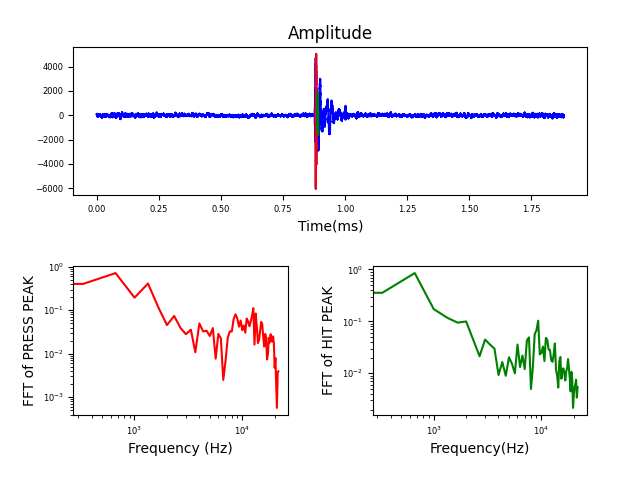 Amplitude
4000
2000
0
−2000
−4000
−6000
0.00 0.25 0.50 0.75 1.00 1.25 1.50 1.75
Time(ms)
FFT of PRESS PEAK
10⁰
10⁻¹
10⁻²
10⁻³
10³ 10⁴
Frequency (Hz)
FFT of HIT PEAK
10⁰
10⁻¹
10⁻²
10³ 10⁴
Frequency(Hz)